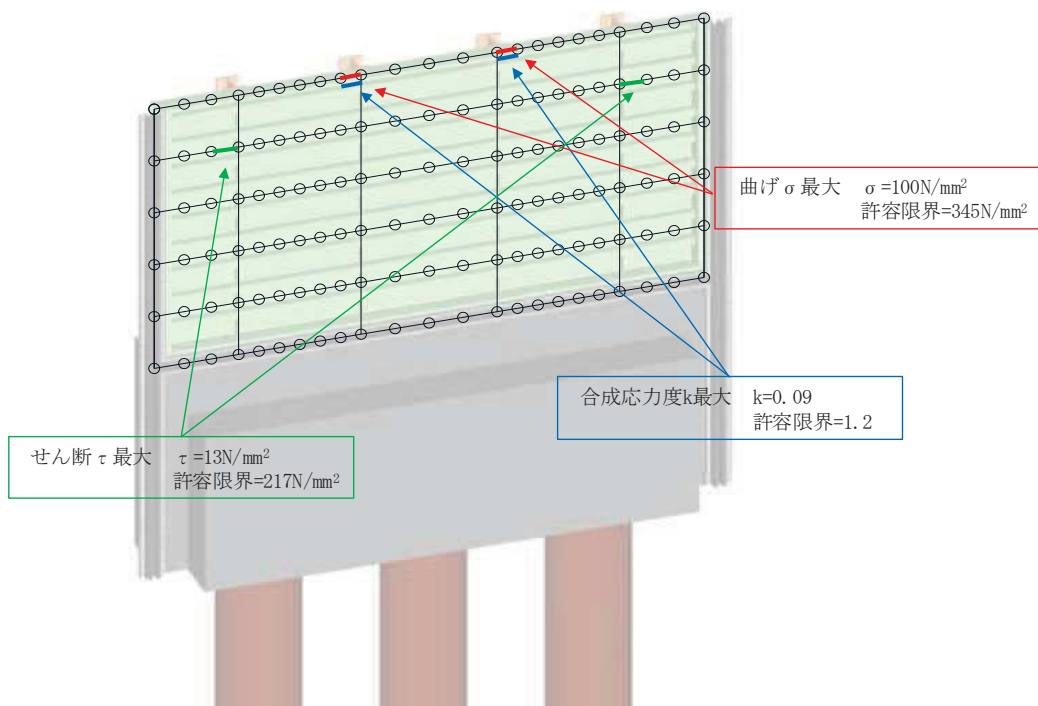 曲げσ最大　σ=100N/mm²
許容限界=345N/mm²
合成応力度k最大　k=0.09
許容限界=1.2
せん断τ最大　τ=13N/mm²
許容限界=217N/mm²